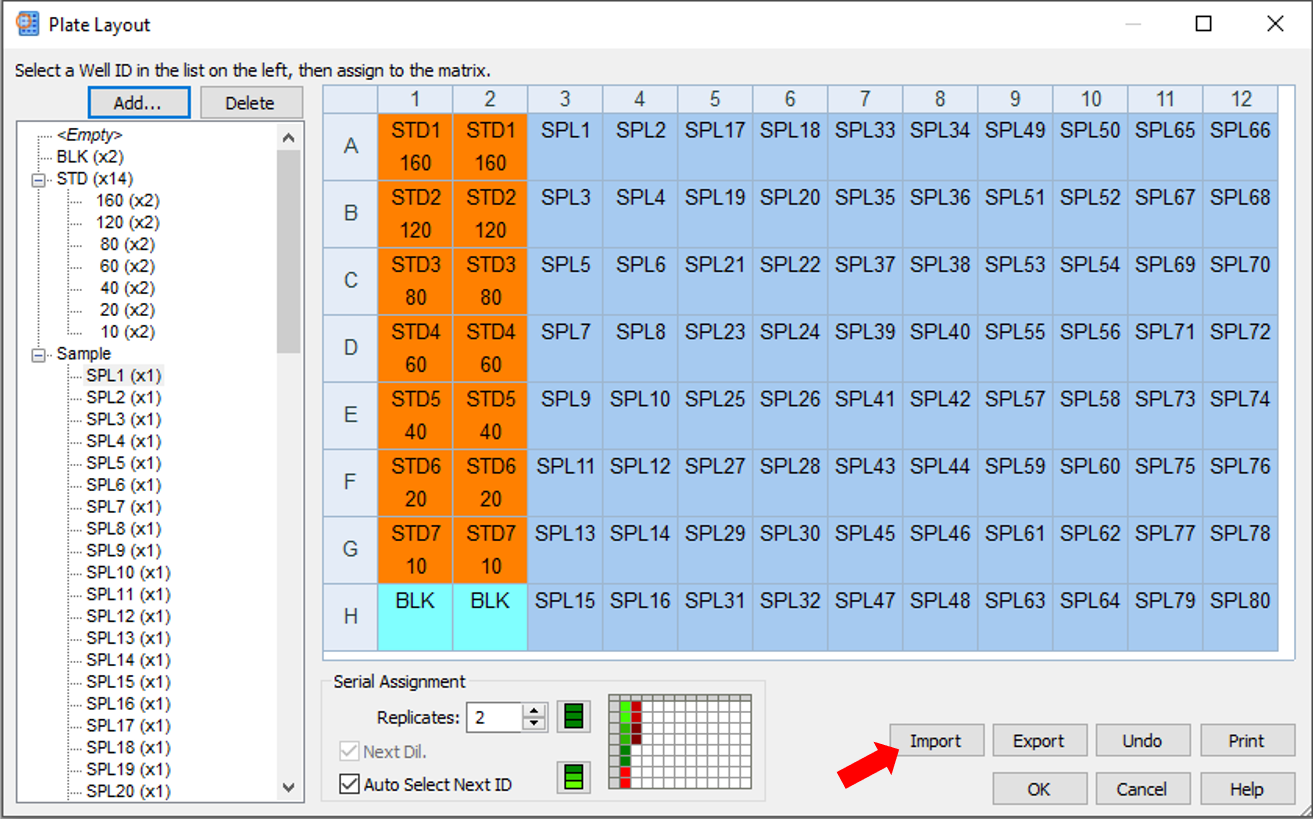 Plate Layout
Select a Well ID in the list on the left, then assign to the matrix.
Add...
Delete
<Empty>
BLK (x2)
STD (x14)
160 (x2)
120 (x2)
80 (x2)
60 (x2)
40 (x2)
20 (x2)
10 (x2)
Sample
SPL1 (x1)
SPL2 (x1)
SPL3 (x1)
SPL4 (x1)
SPL5 (x1)
SPL6 (x1)
SPL7 (x1)
SPL8 (x1)
SPL9 (x1)
SPL10 (x1)
SPL11 (x1)
SPL12 (x1)
SPL13 (x1)
SPL14 (x1)
SPL15 (x1)
SPL16 (x1)
SPL17 (x1)
SPL18 (x1)
SPL19 (x1)
SPL20 (x1)
1 2 3 4 5 6 7 8 9 10 11 12
A STD1 STD1 SPL1 SPL2 SPL17 SPL18 SPL33 SPL34 SPL49 SPL50 SPL65 SPL66
160 160
B STD2 STD2 SPL3 SPL4 SPL19 SPL20 SPL35 SPL36 SPL51 SPL52 SPL67 SPL68
120 120
C STD3 STD3 SPL5 SPL6 SPL21 SPL22 SPL37 SPL38 SPL53 SPL54 SPL69 SPL70
80 80
D STD4 STD4 SPL7 SPL8 SPL23 SPL24 SPL39 SPL40 SPL55 SPL56 SPL71 SPL72
60 60
E STD5 STD5 SPL9 SPL10 SPL25 SPL26 SPL41 SPL42 SPL57 SPL58 SPL73 SPL74
40 40
F STD6 STD6 SPL11 SPL12 SPL27 SPL28 SPL43 SPL44 SPL59 SPL60 SPL75 SPL76
20 20
G STD7 STD7 SPL13 SPL14 SPL29 SPL30 SPL45 SPL46 SPL61 SPL62 SPL77 SPL78
10 10
H BLK BLK SPL15 SPL16 SPL31 SPL32 SPL47 SPL48 SPL63 SPL64 SPL79 SPL80
Serial Assignment
Replicates: 2
Next Dil.
Auto Select Next ID
Import Export Undo Print
OK Cancel Help